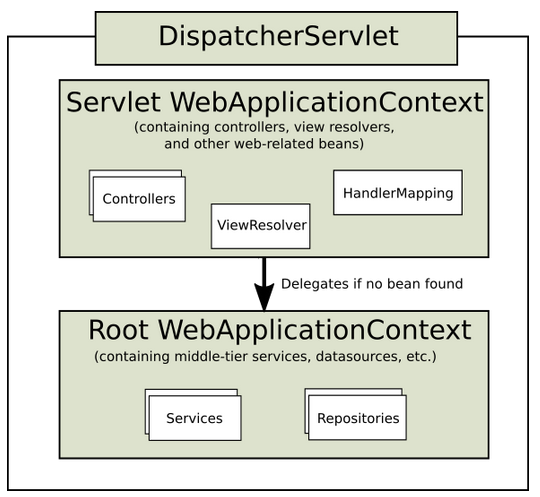 DispatcherServlet
Servlet WebApplicationContext
(containing controllers, view resolvers,
and other web-related beans)
Controllers
ViewResolver
HandlerMapping
Delegates if no bean found
Root WebApplicationContext
(containing middle-tier services, datasources, etc.)
Services
Repositories